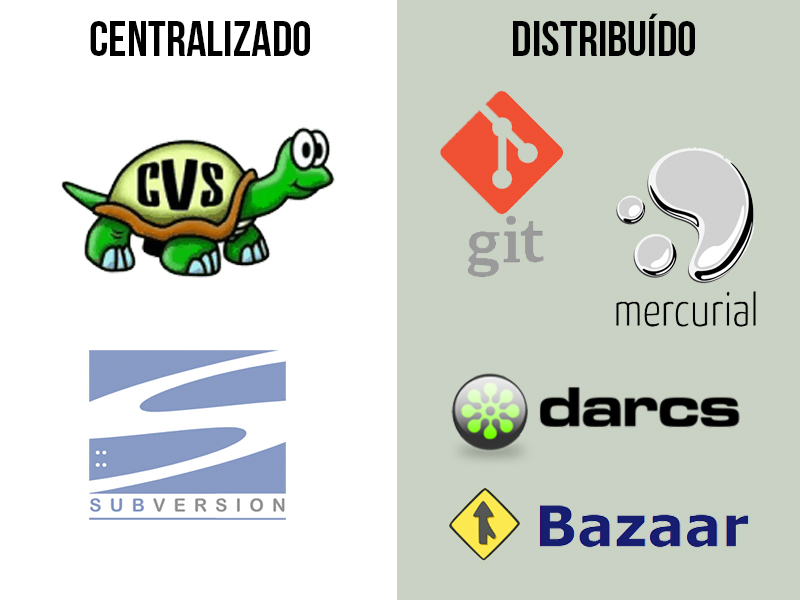 CENTRALIZADO
CVS
SUBVERSION
DISTRIBUÍDO
git
mercurial
darcs
Bazaar